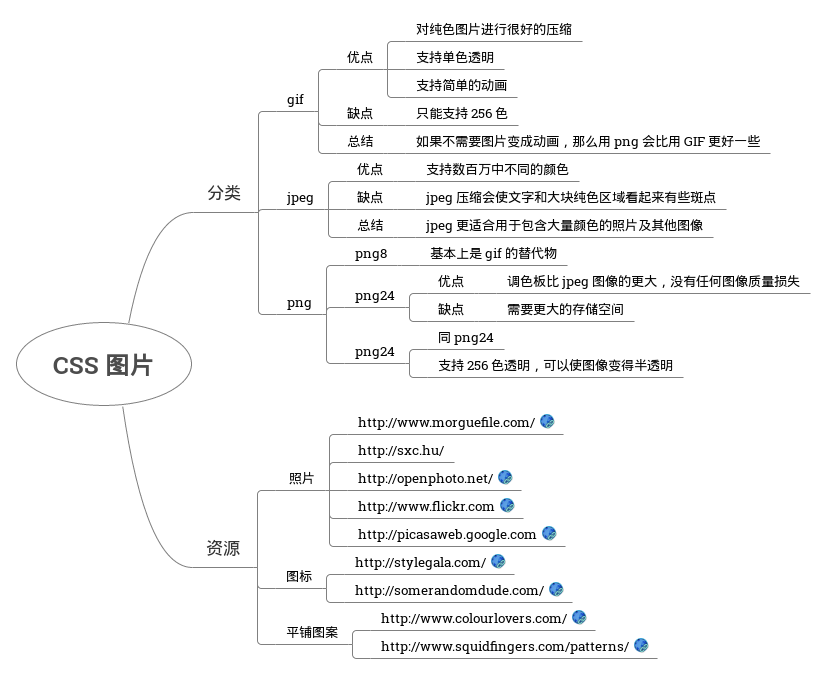 CSS 图片
分类
gif
优点
对纯色图片进行很好的压缩
支持单色透明
支持简单的动画
缺点
只能支持 256 色
总结
如果不需要图片变成动画，那么用 png 会比用 GIF 更好一些
jpeg
优点
支持数百万中不同的颜色
缺点
jpeg 压缩会使文字和大块纯色区域看起来有些斑点
总结
jpeg 更适合用于包含大量颜色的照片及其他图像
png
png8
基本上是 gif 的替代物
png24
优点
调色板比 jpeg 图像的更大，没有任何图像质量损失
缺点
需要更大的存储空间
png24
同 png24
支持 256 色透明，可以使图像变得半透明
资源
照片
http://www.morguefile.com/
http://sxc.hu/
http://openphoto.net/
http://www.flickr.com
http://picasaweb.google.com
图标
http://stylegala.com/
http://somerandomdude.com/
平铺图案
http://www.colourlovers.com/
http://www.squidfingers.com/patterns/